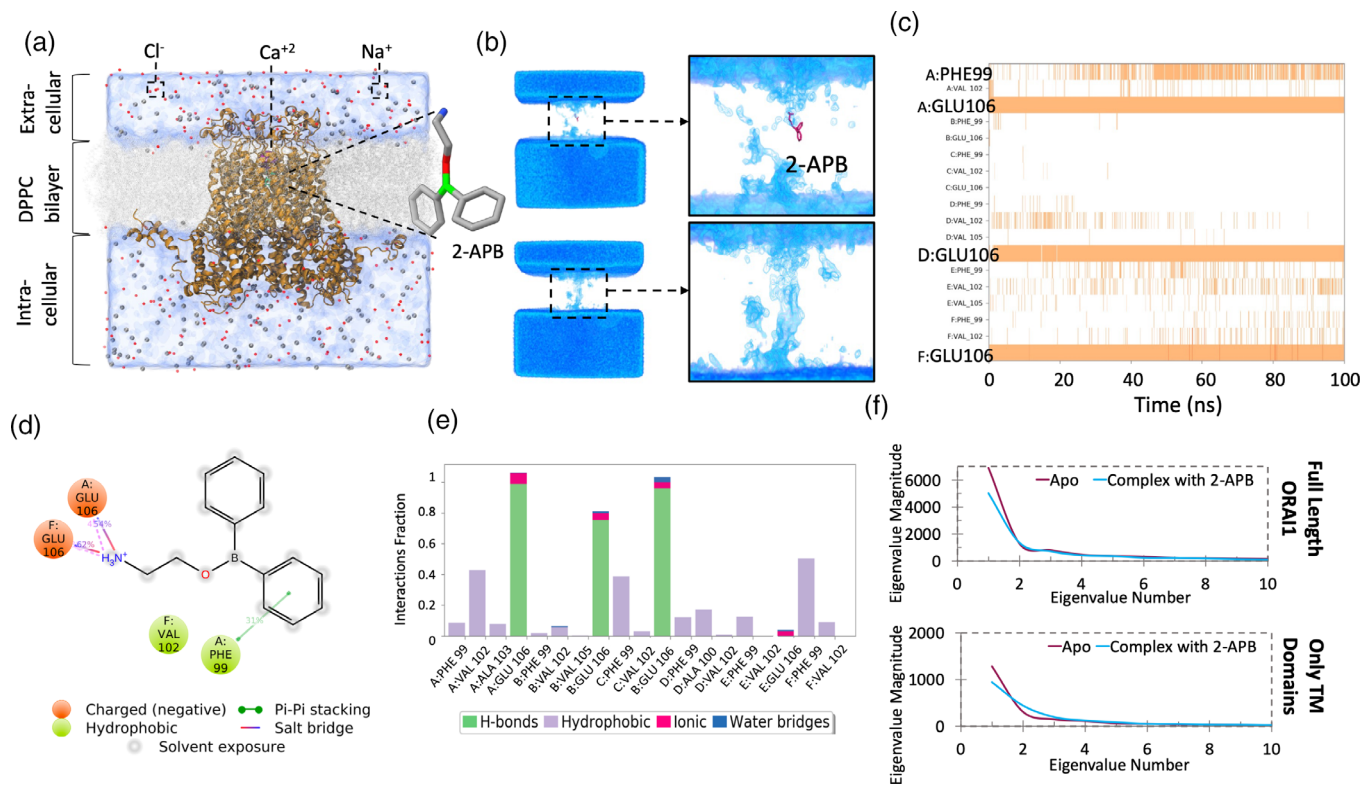 (a)
Cl-
Ca+2
Na+
Extra-
cellular
DPPC
bilayer
Intra-
cellular
2-APB
(b)
2-APB
(c)
A:PHE99
A:VAL_102
A:GLU106
B:PHE_99
B:GLU_106
C:PHE_99
C:VAL_102
C:GLU_106
D:PHE_99
D:VAL_102
D:VAL_105
D:GLU106
E:PHE_99
E:VAL_102
E:VAL_105
F:PHE_99
F:VAL_102
F:GLU106
0 20 40 60 80 100
Time (ns)
(d)
A:
GLU
106
F:
GLU
106
62%
H3N+
O
B
31%
F:
VAL
102
A:
PHE
99
Charged (negative)
Pi-Pi stacking
Hydrophobic
Salt bridge
Solvent exposure
(e)
Interactions Fraction
1
0.8
0.6
0.4
0.2
0
A:PHE 99
A:VAL 102
A:ALA 103
A:GLU 106
B:PHE 99
B:VAL 102
B:VAL 105
B:GLU 106
C:PHE 99
C:VAL 102
B:GLU 106
D:PHE 99
D:ALA 100
D:VAL 102
E:PHE 99
E:VAL 102
E:GLU 106
F:PHE 99
F:VAL 102
H-bonds Hydrophobic Ionic Water bridges
(f)
Eigenvalue Magnitude
6000
4000
2000
0
Apo Complex with 2-APB
0 2 4 6 8 10
Eigenvalue Number
Full Length
ORAI1
Eigenvalue Magnitude
2000
1000
0
Apo Complex with 2-APB
0 2 4 6 8 10
Eigenvalue Number
Only TM
Domains